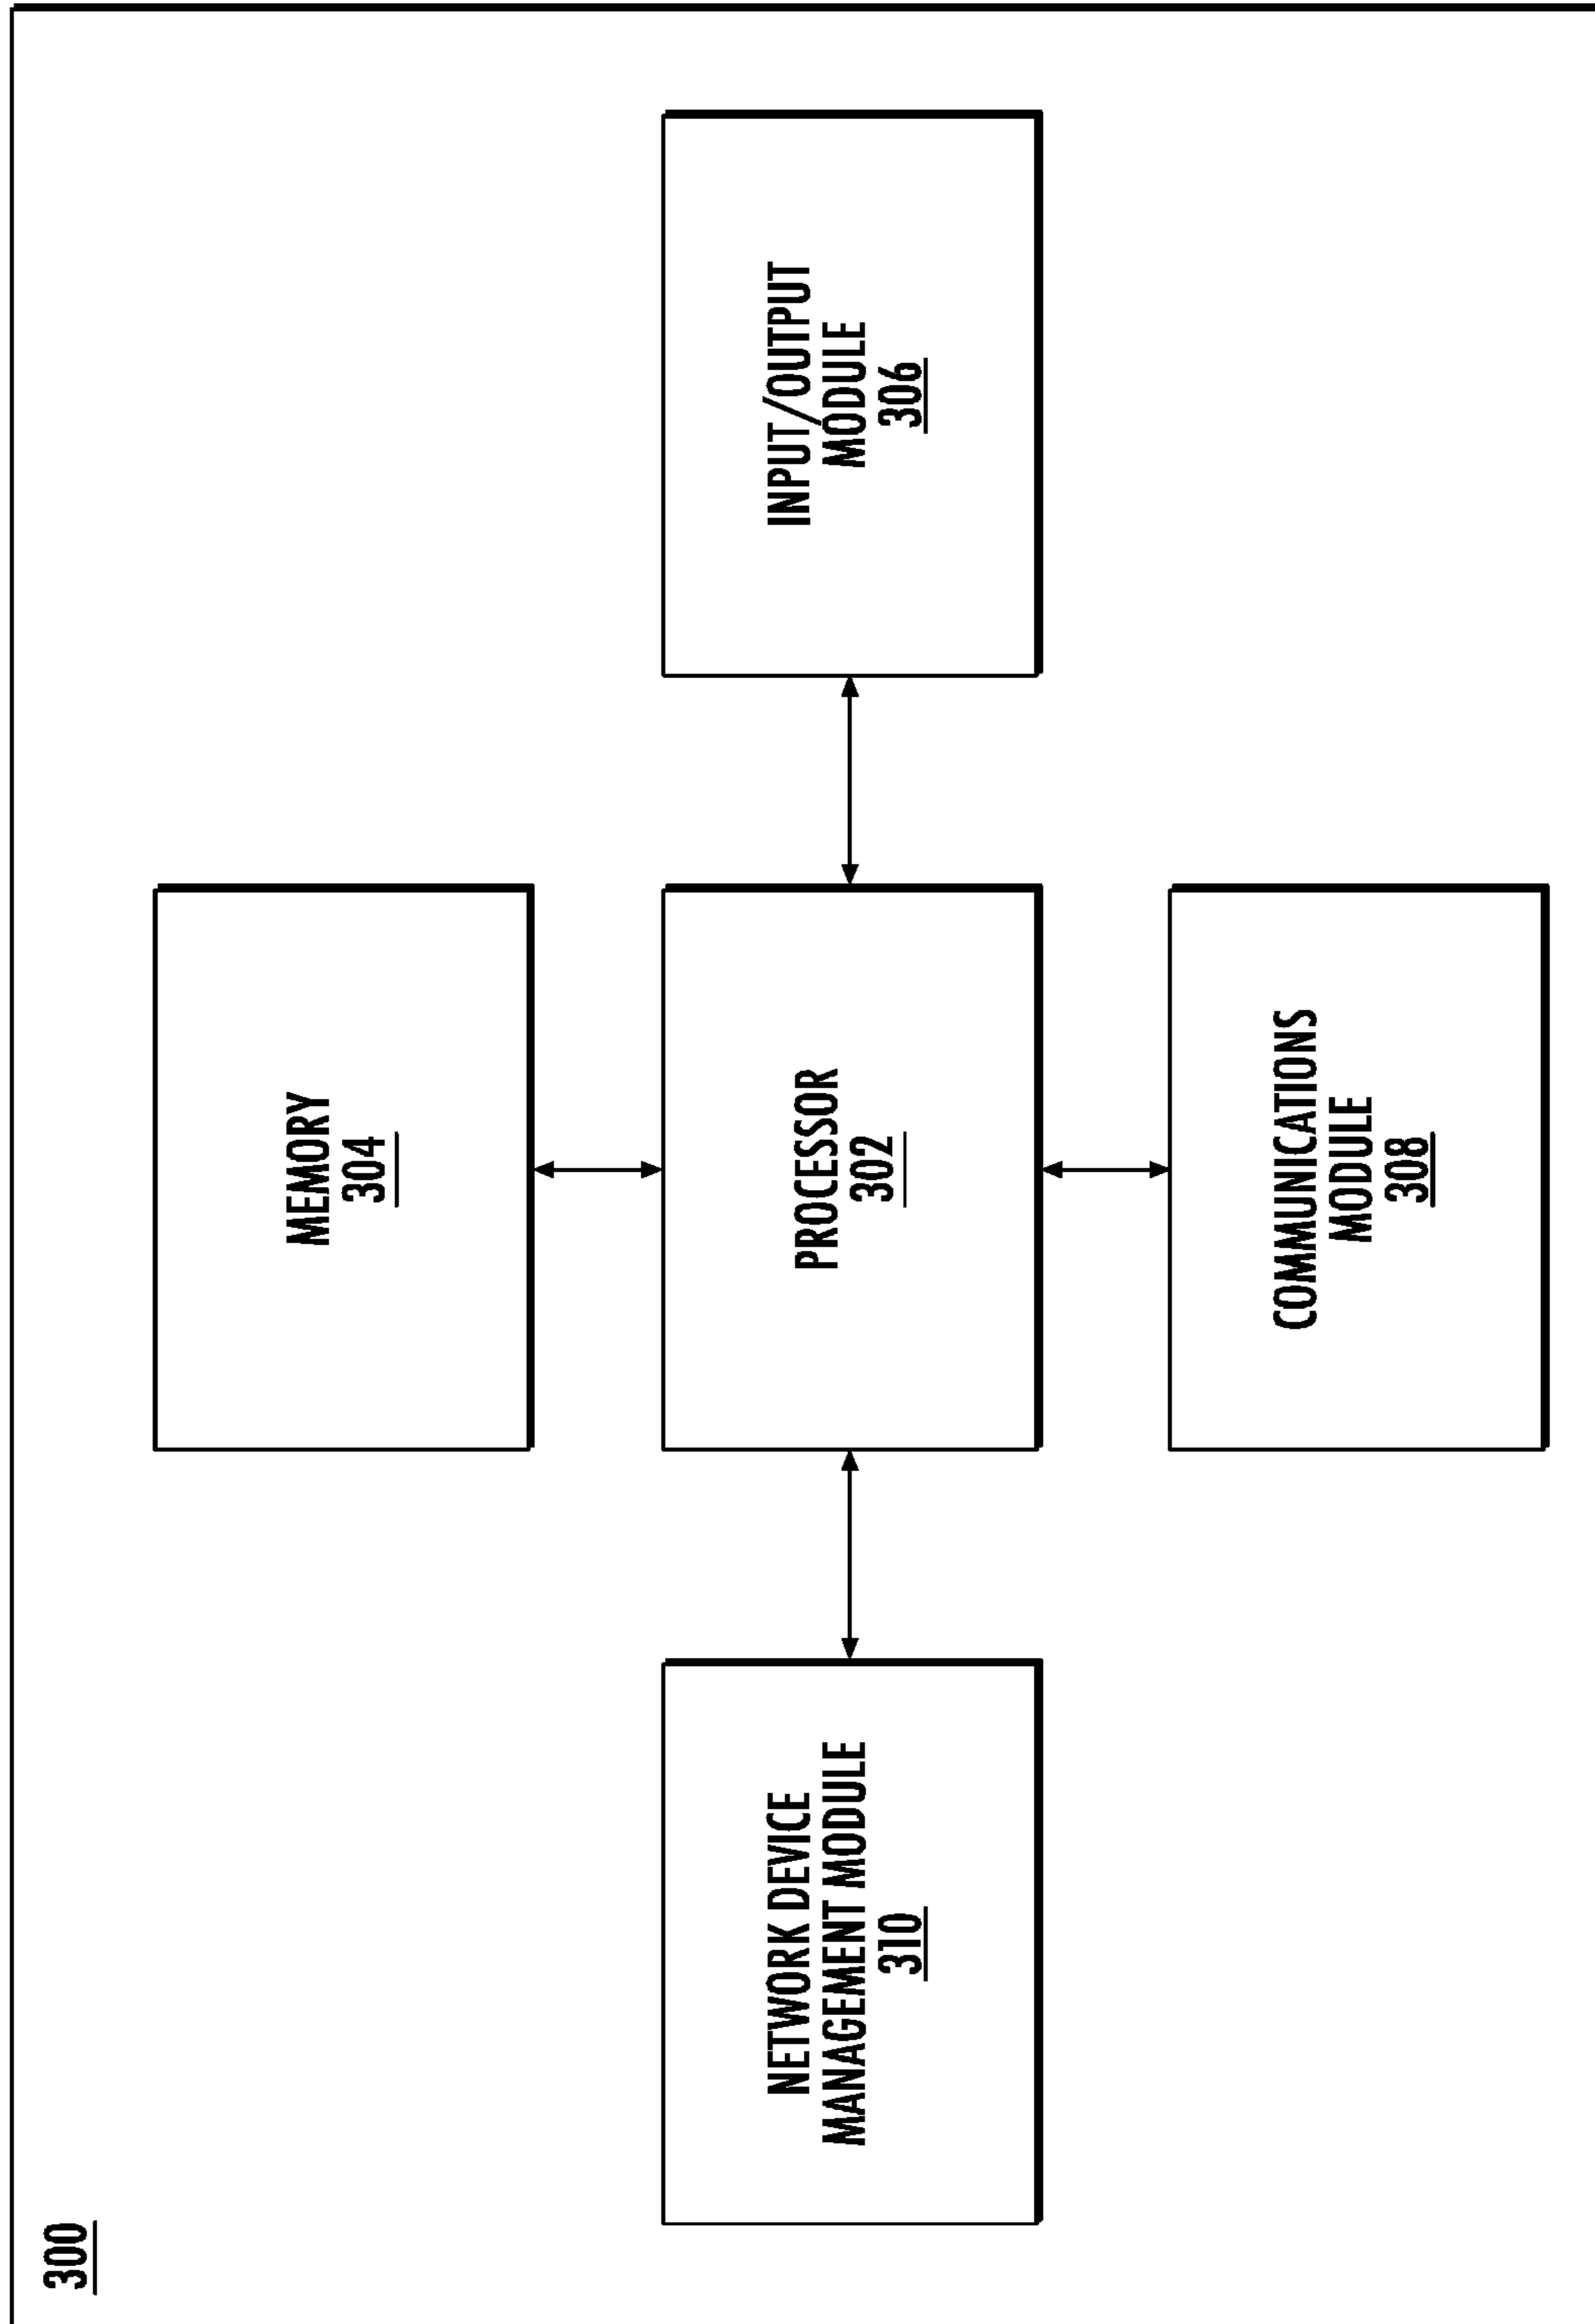 300
MEMORY
304
NETWORK DEVICE
MANAGEMENT MODULE
310
PROCESSOR
302
INPUT/OUTPUT
MODULE
306
COMMUNICATIONS
MODULE
308